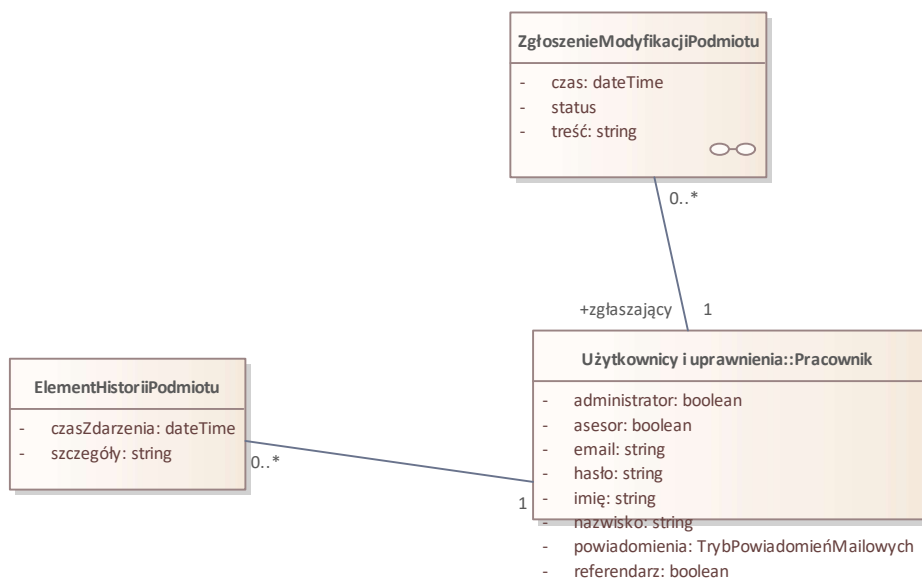 ZgłoszenieModyfikacjiPodmiotu
- czas: dateTime
- status
- treść: string
0..*
+zgłaszający 1
Użytkownicy i uprawnienia::Pracownik
- administrator: boolean
- asesor: boolean
- email: string
- hasło: string
- imię: string
- nazwisko: string
- powiadomienia: TrybPowiadomieńMailowych
- referendarz: boolean
ElementHistoriiPodmiotu
- czasZdarzenia: dateTime
- szczegóły: string
0..*
1